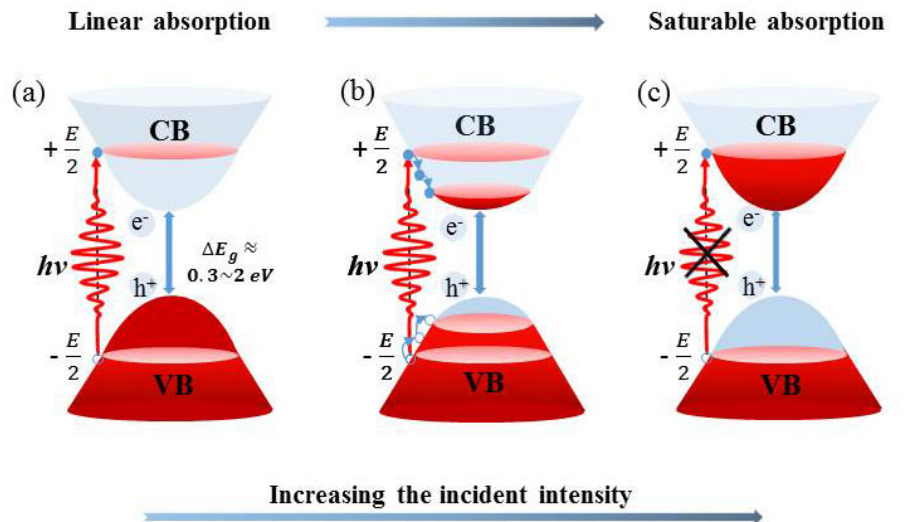 Linear absorption
Saturable absorption
(a)
CB
+ E/2
e⁻
hν
ΔE_g ≈
0.3~2 eV
h⁺
- E/2
VB
(b)
CB
+ E/2
e⁻
hν
h⁺
- E/2
VB
(c)
CB
+ E/2
e⁻
hν
h⁺
- E/2
VB
Increasing the incident intensity